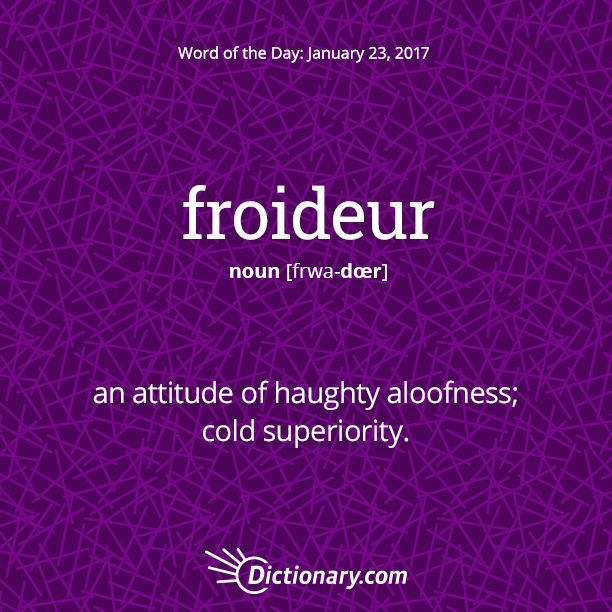 Word of the Day: January 23, 2017
froideur
noun [frwa-dœr]
an attitude of haughty aloofness;
cold superiority.
Dictionary.com